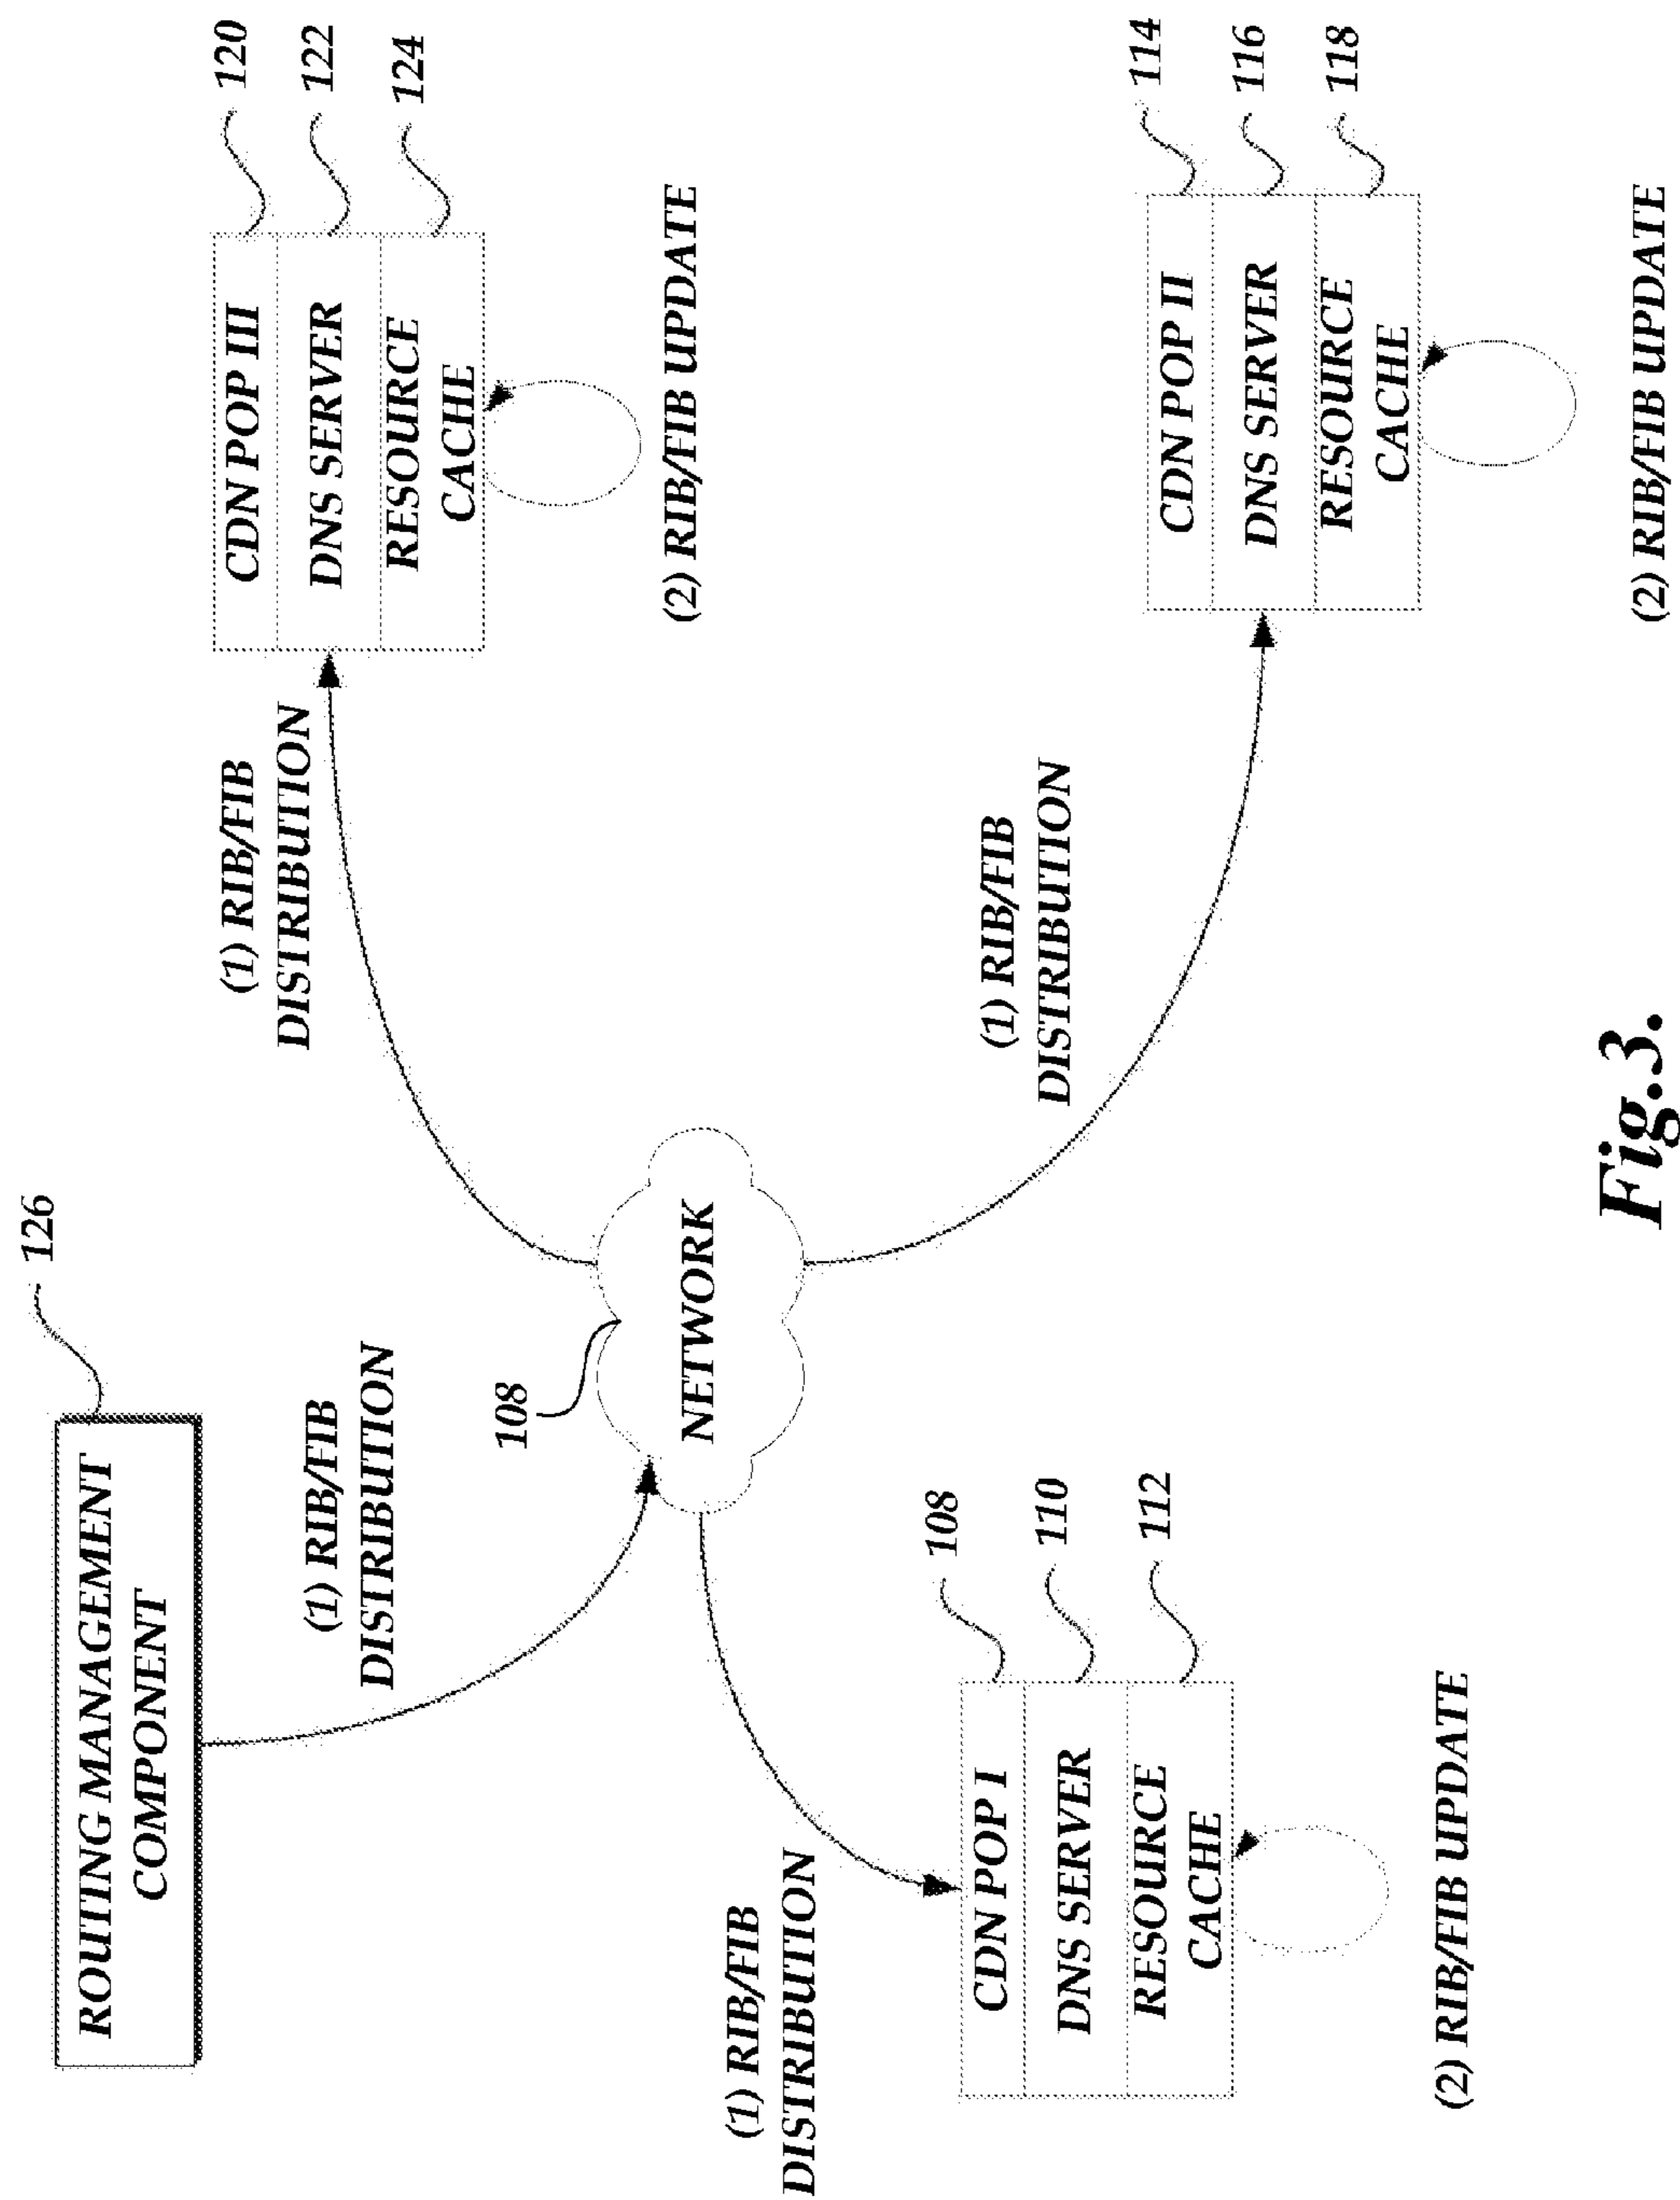 ROUTING MANAGEMENT
COMPONENT
126
(1) RIB/FIB
DISTRIBUTION
(1) RIB/FIB
DISTRIBUTION
CDN POP III
DNS SERVER
RESOURCE
CACHE
120
122
124
(2) RIB/FIB UPDATE
108
NETWORK
(1) RIB/FIB
DISTRIBUTION
CDN POP I
DNS SERVER
RESOURCE
CACHE
108
110
112
(2) RIB/FIB UPDATE
(1) RIB/FIB
DISTRIBUTION
CDN POP II
DNS SERVER
RESOURCE
CACHE
114
116
118
(2) RIB/FIB UPDATE
Fig.3.